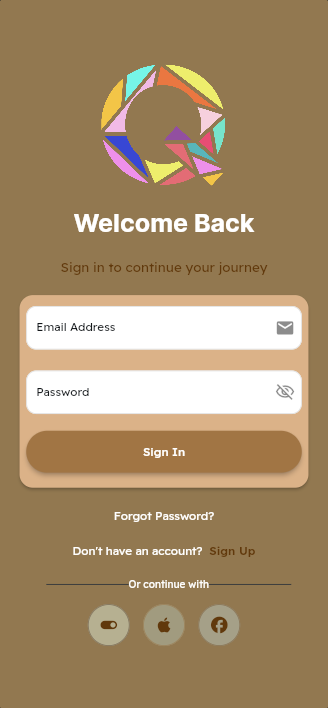 Welcome Back
Sign in to continue your journey
Email Address
Password
Sign In
Forgot Password?
Don't have an account? Sign Up
Or continue with